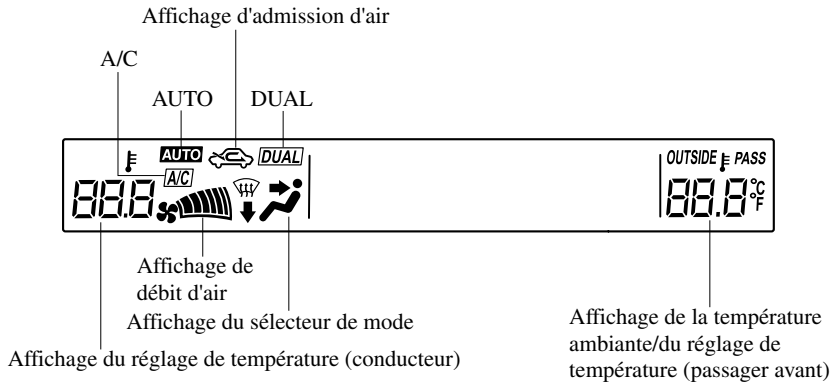 Affichage d'admission d'air
A/C
AUTO
DUAL
AUTO
DUAL
A/C
88.8
OUTSIDE PASS
88.8 °C
°F
Affichage de
débit d'air
Affichage du sélecteur de mode
Affichage du réglage de température (conducteur)
Affichage de la température
ambiante/du réglage de
température (passager avant)